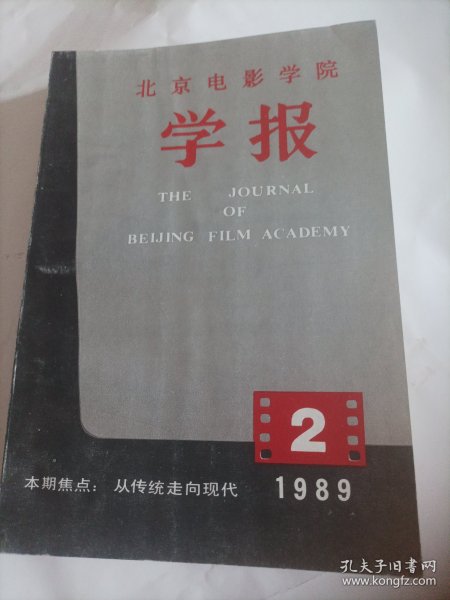 北京电影学院
学报
THE JOURNAL
OF
BEIJING FILM ACADEMY
2
本期焦点： 从传统走向现代 1989
孔夫子旧书网
www.kongfz.com